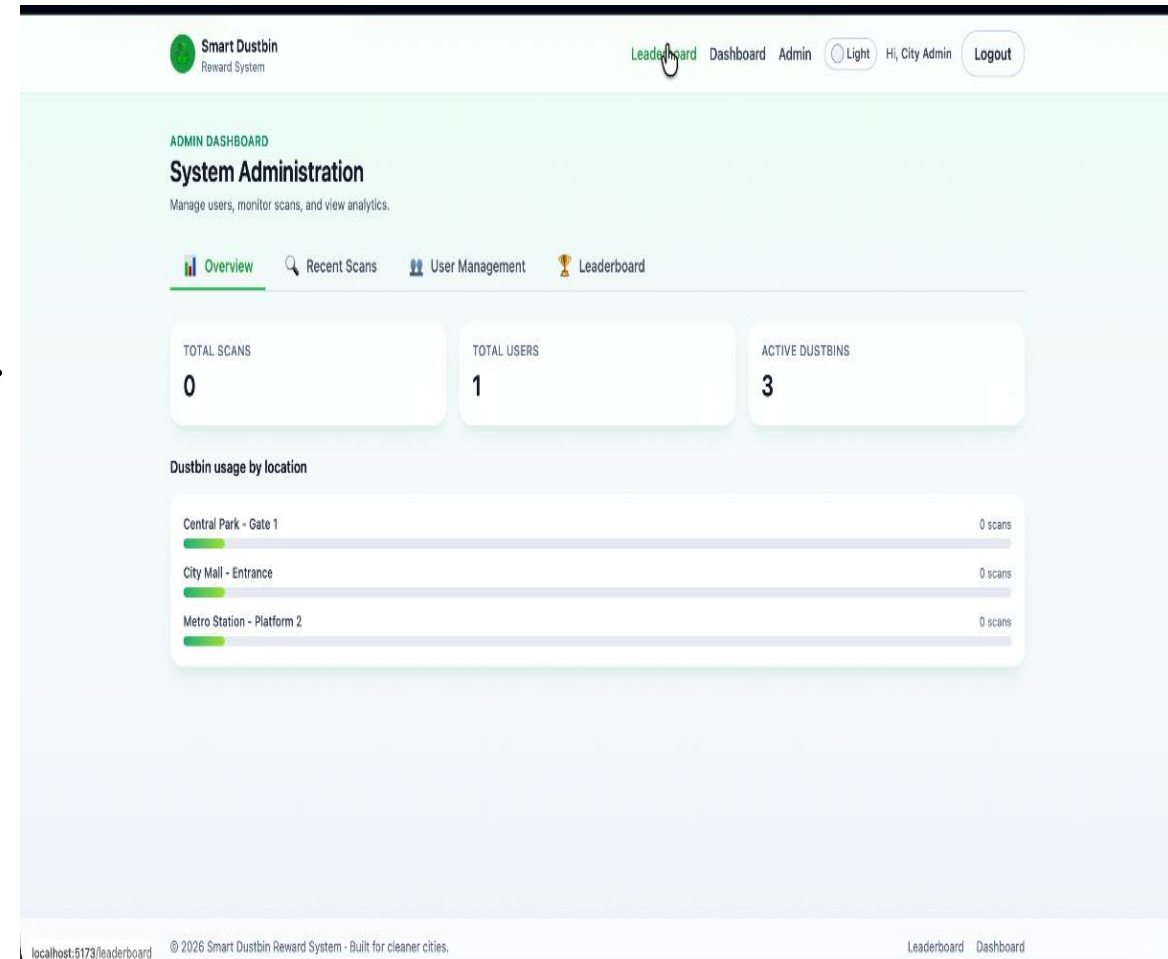 Smart Dustbin
Reward System
Leaderboard Dashboard Admin Light Hi, City Admin Logout
ADMIN DASHBOARD
System Administration
Manage users, monitor scans, and view analytics.
Overview Recent Scans User Management Leaderboard
TOTAL SCANS TOTAL USERS ACTIVE DUSTBINS
0 1 3
Dustbin usage by location
Central Park - Gate 1 0 scans
City Mall - Entrance 0 scans
Metro Station - Platform 2 0 scans
localhost:5173/leaderboard © 2026 Smart Dustbin Reward System · Built for cleaner cities. Leaderboard Dashboard